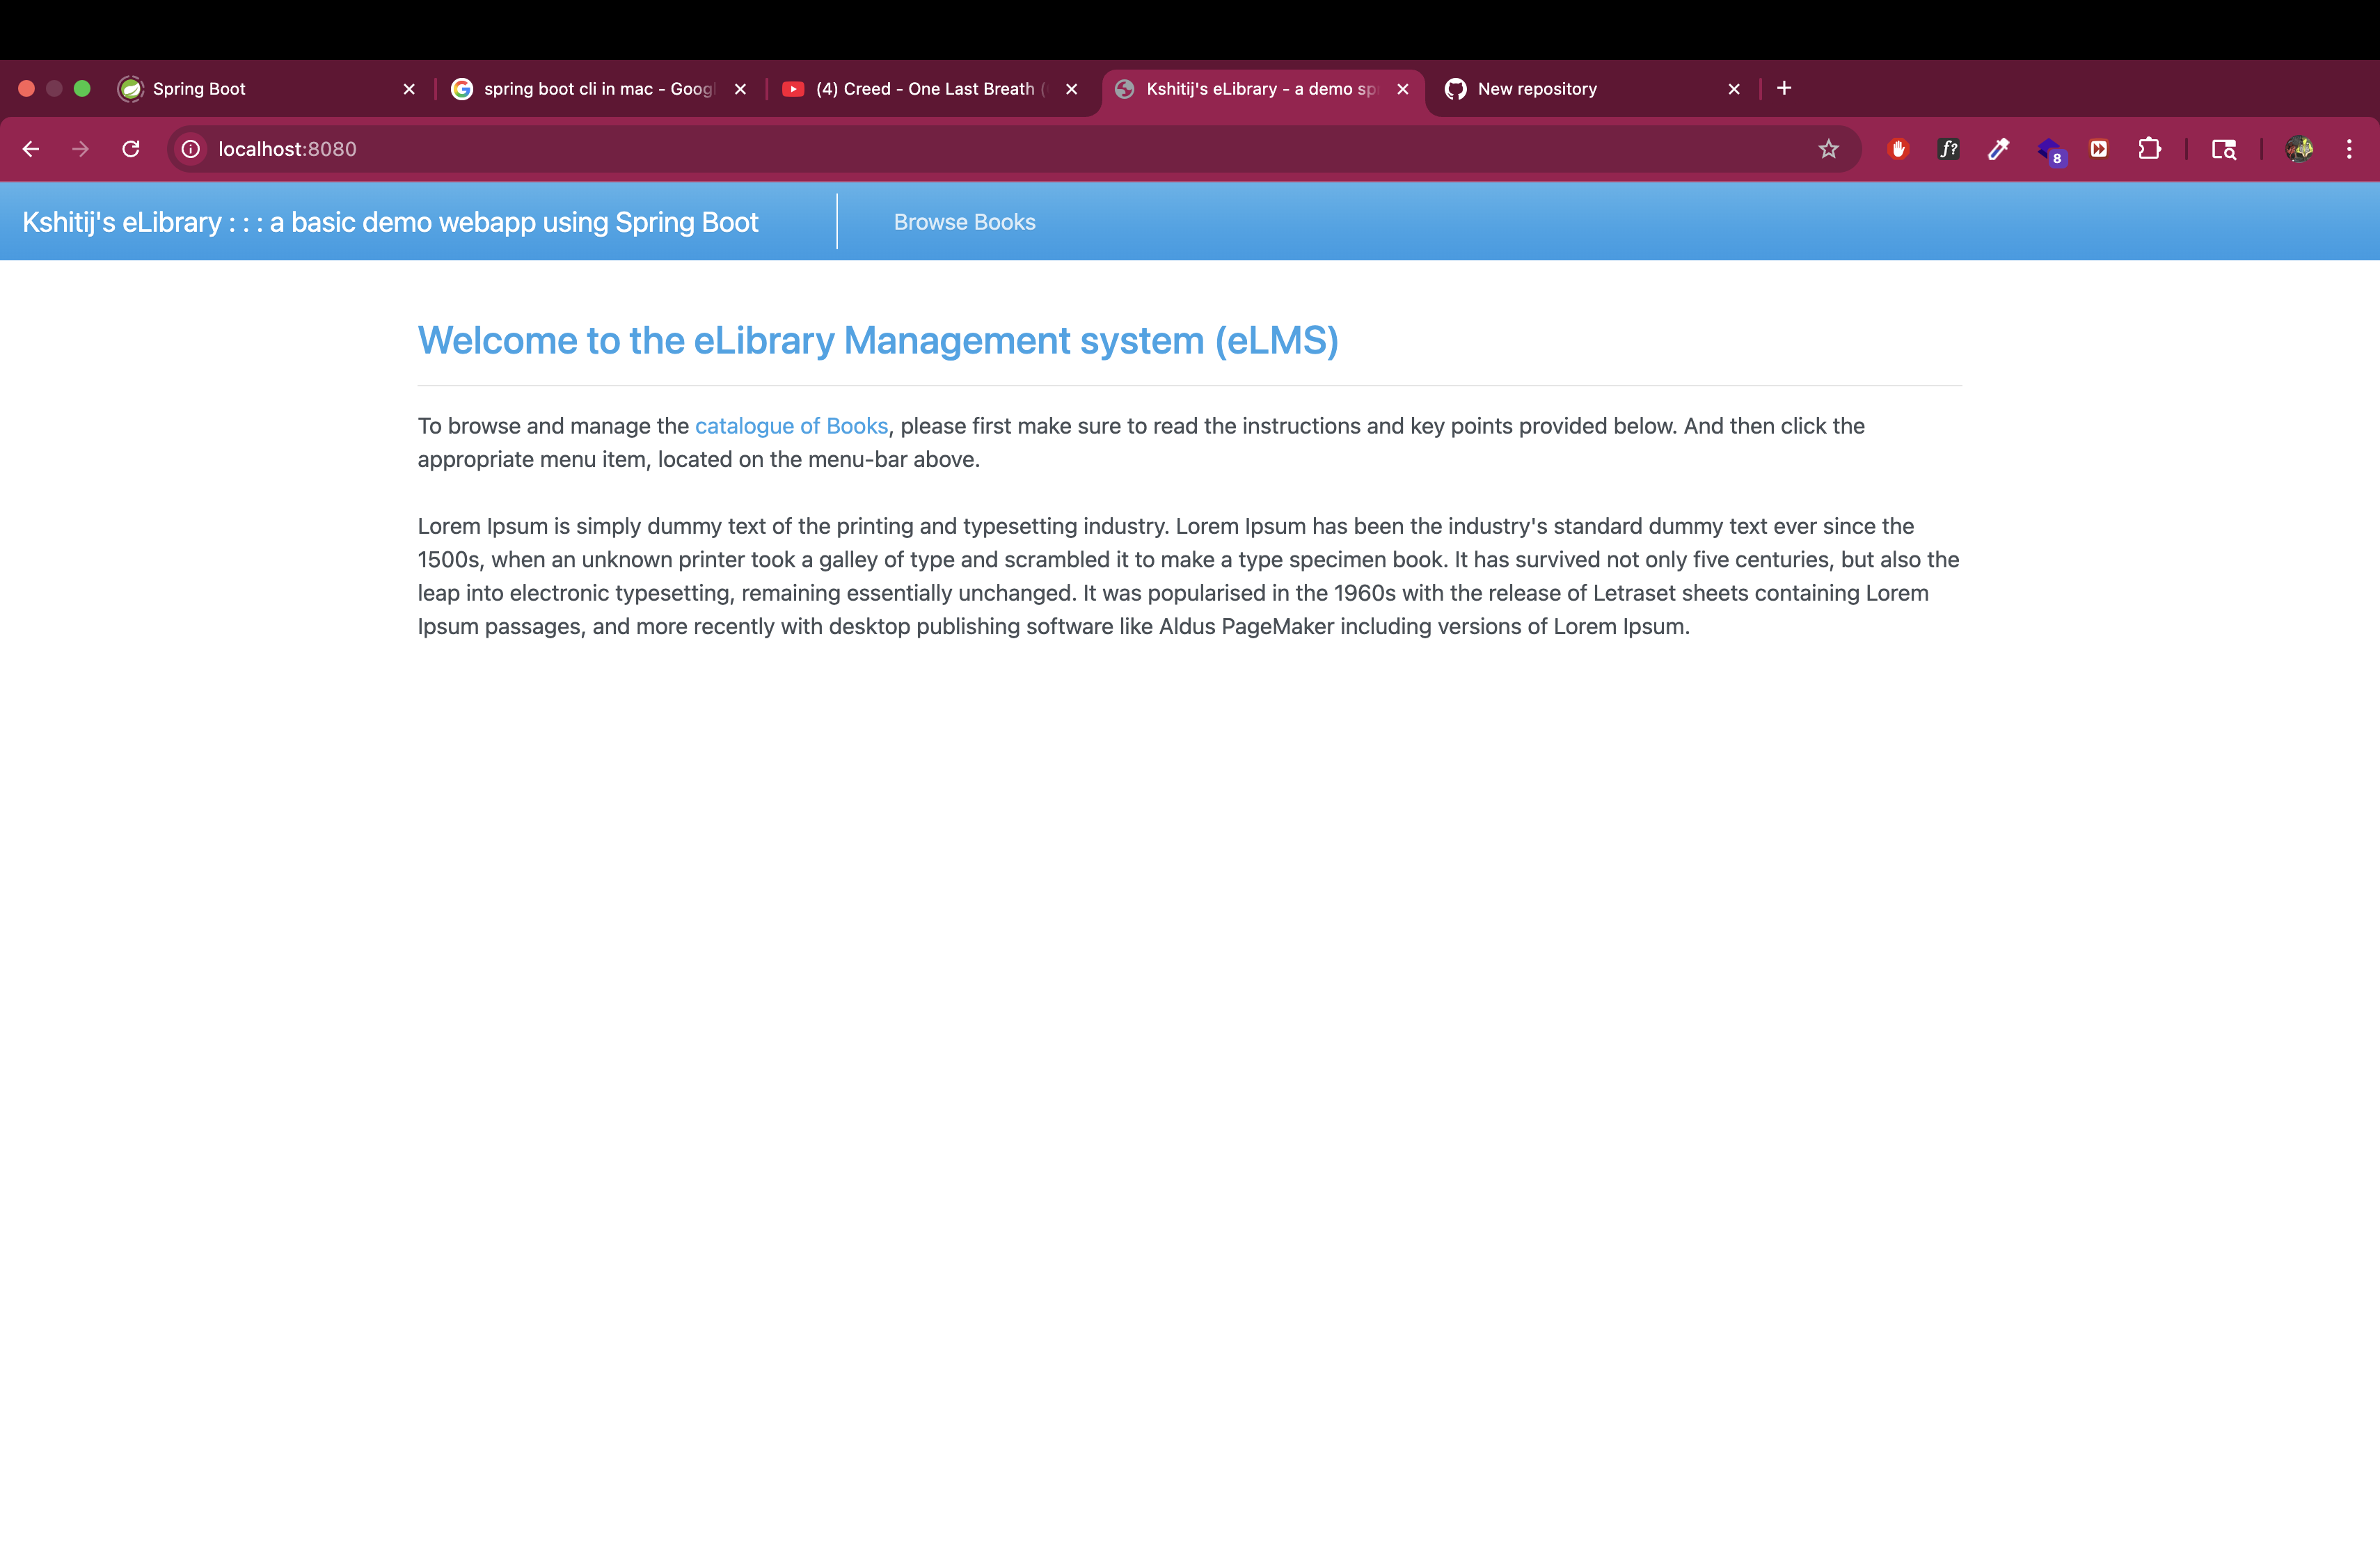 Spring Boot
spring boot cli in mac - Googl
(4) Creed - One Last Breath (
Kshitij's eLibrary - a demo sp
New repository
localhost:8080
8
Kshitij's eLibrary : : : a basic demo webapp using Spring Boot
Browse Books
Welcome to the eLibrary Management system (eLMS)
To browse and manage the catalogue of Books, please first make sure to read the instructions and key points provided below. And then click the
appropriate menu item, located on the menu-bar above.
Lorem Ipsum is simply dummy text of the printing and typesetting industry. Lorem Ipsum has been the industry's standard dummy text ever since the
1500s, when an unknown printer took a galley of type and scrambled it to make a type specimen book. It has survived not only five centuries, but also the
leap into electronic typesetting, remaining essentially unchanged. It was popularised in the 1960s with the release of Letraset sheets containing Lorem
Ipsum passages, and more recently with desktop publishing software like Aldus PageMaker including versions of Lorem Ipsum.